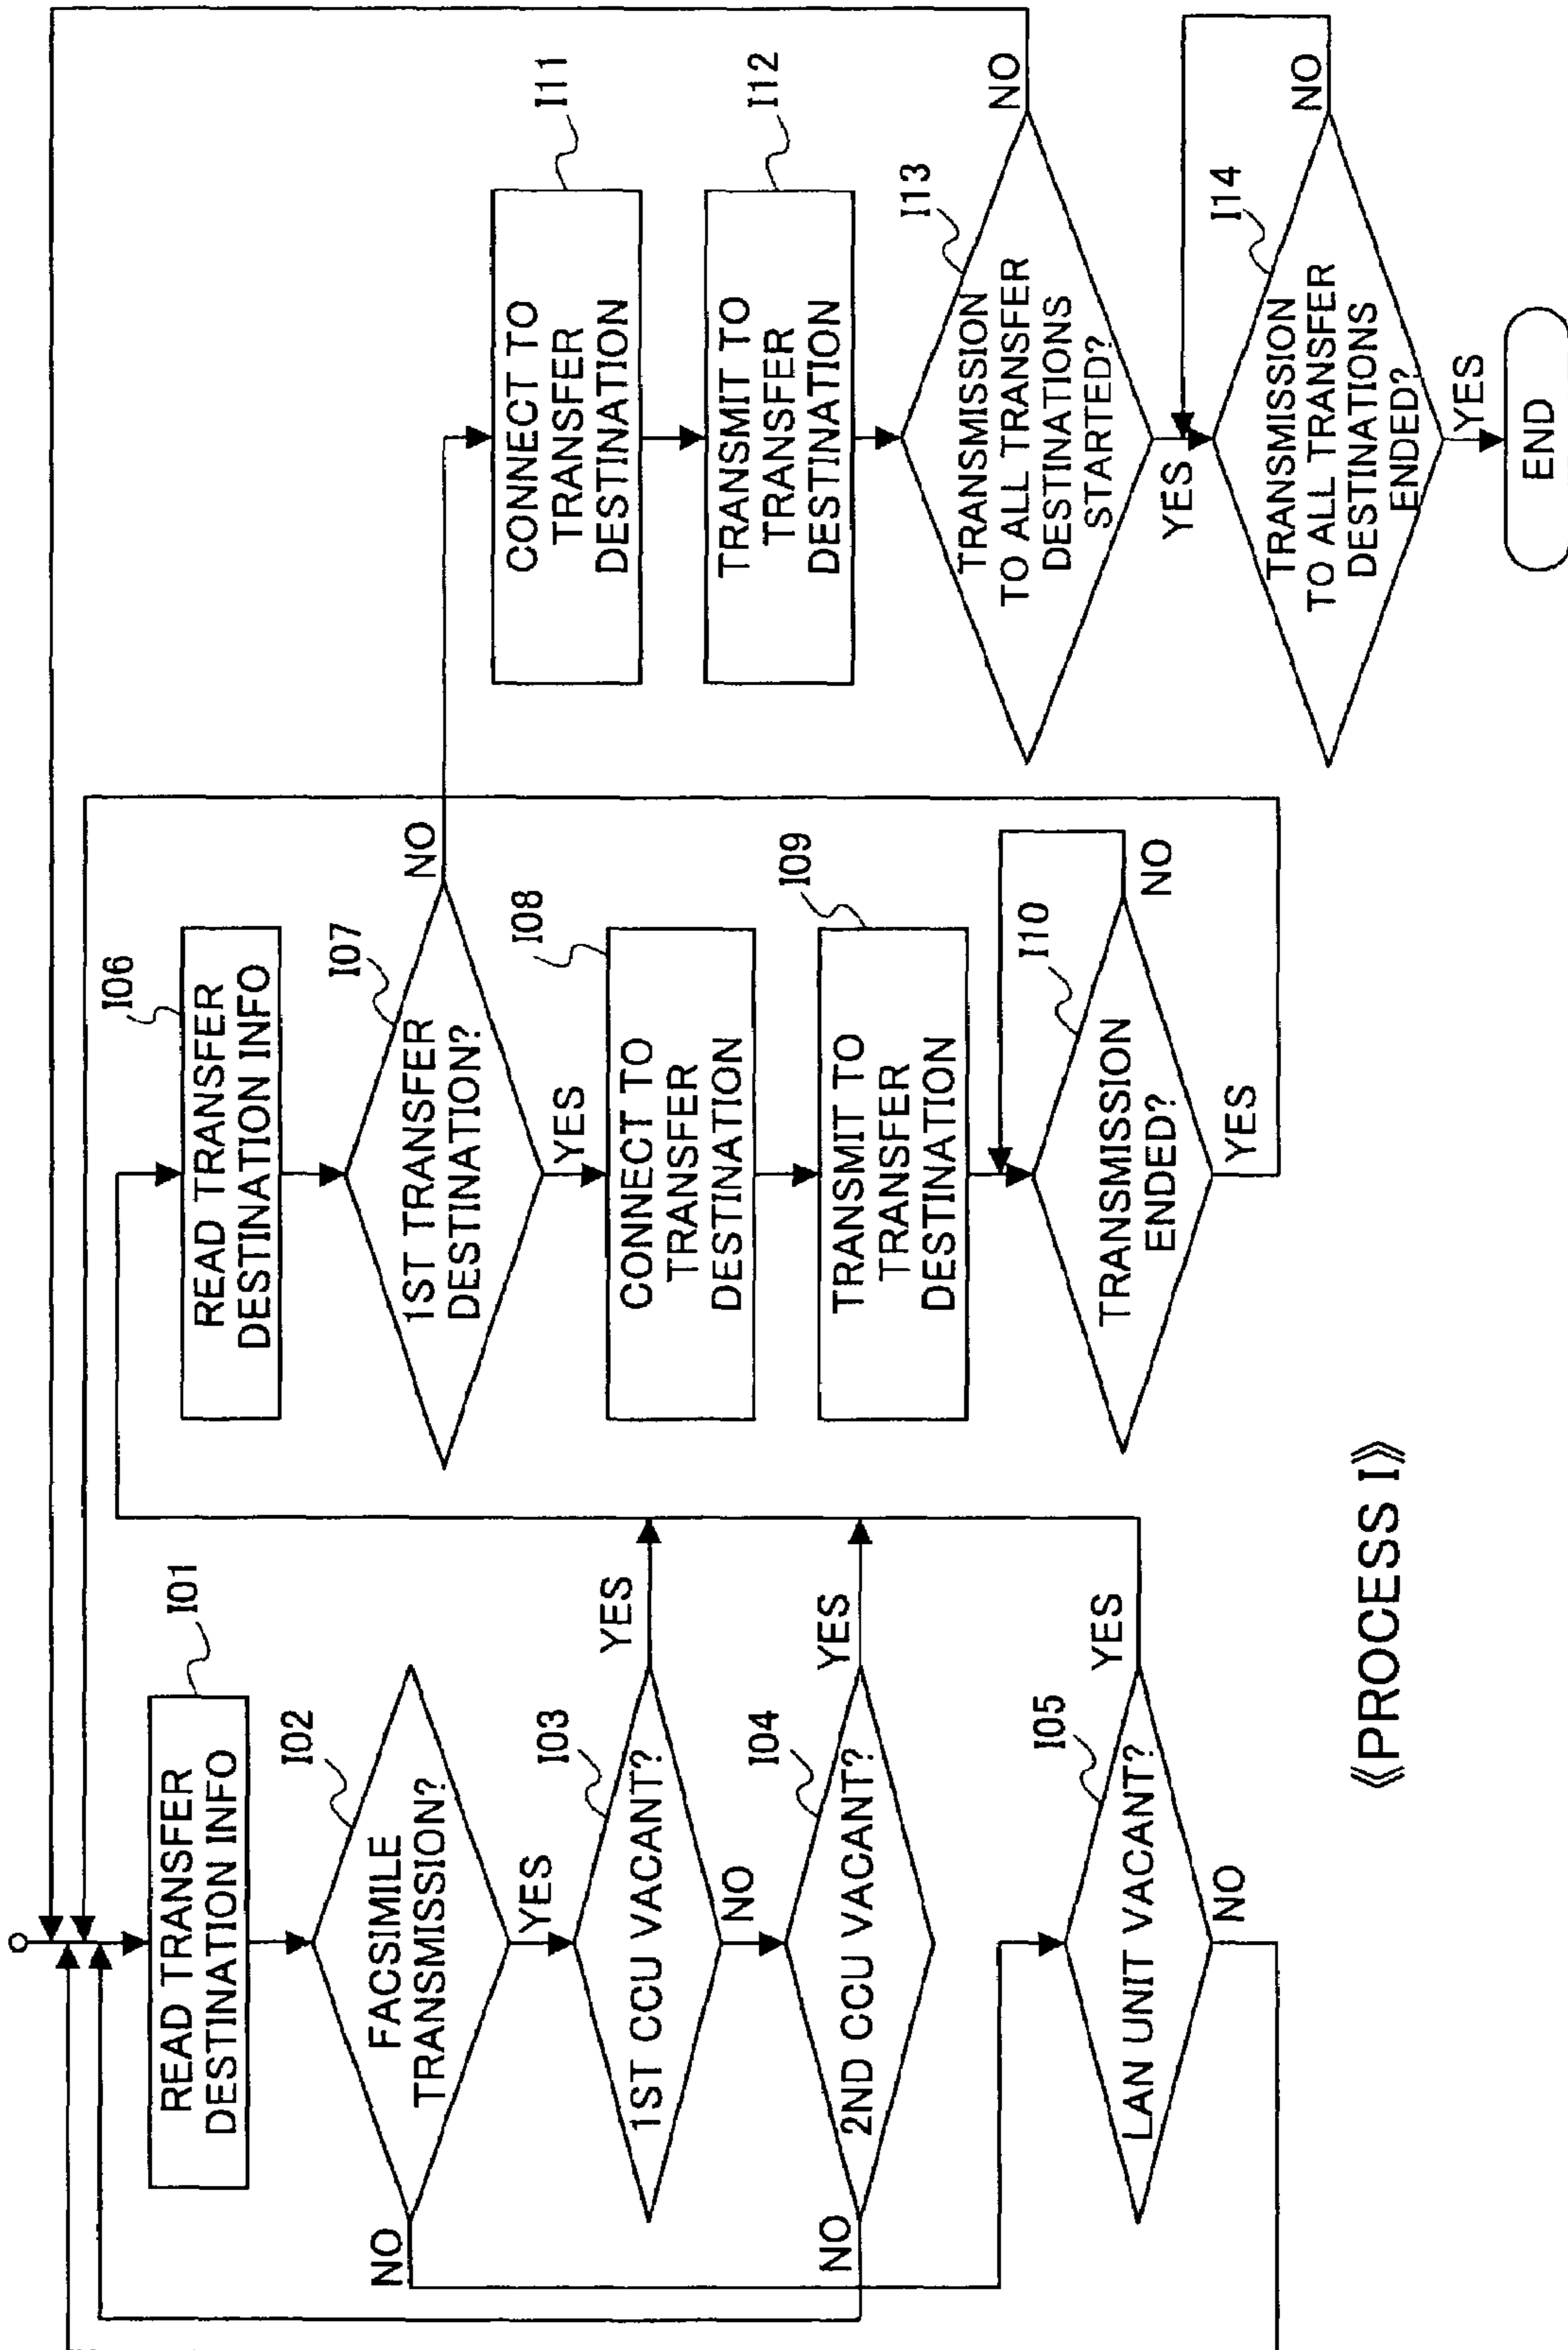 I01
READ TRANSFER
DESTINATION INFO
I02
FACSIMILE
TRANSMISSION?
NO
YES
I03
1ST CCU VACANT?
YES
NO
I04
2ND CCU VACANT?
YES
NO
I05
LAN UNIT VACANT?
YES
NO
I06
READ TRANSFER
DESTINATION INFO
I07
1ST TRANSFER
DESTINATION?
NO
YES
I08
CONNECT TO
TRANSFER
DESTINATION
I09
TRANSMIT TO
TRANSFER
DESTINATION
I10
TRANSMISSION
ENDED?
NO
YES
I11
CONNECT TO
TRANSFER
DESTINATION
I12
TRANSMIT TO
TRANSFER
DESTINATION
I13
TRANSMISSION
TO ALL TRANSFER
DESTINATIONS
STARTED?
NO
YES
I14
TRANSMISSION
TO ALL TRANSFER
DESTINATIONS
ENDED?
NO
YES
END
《PROCESS I》